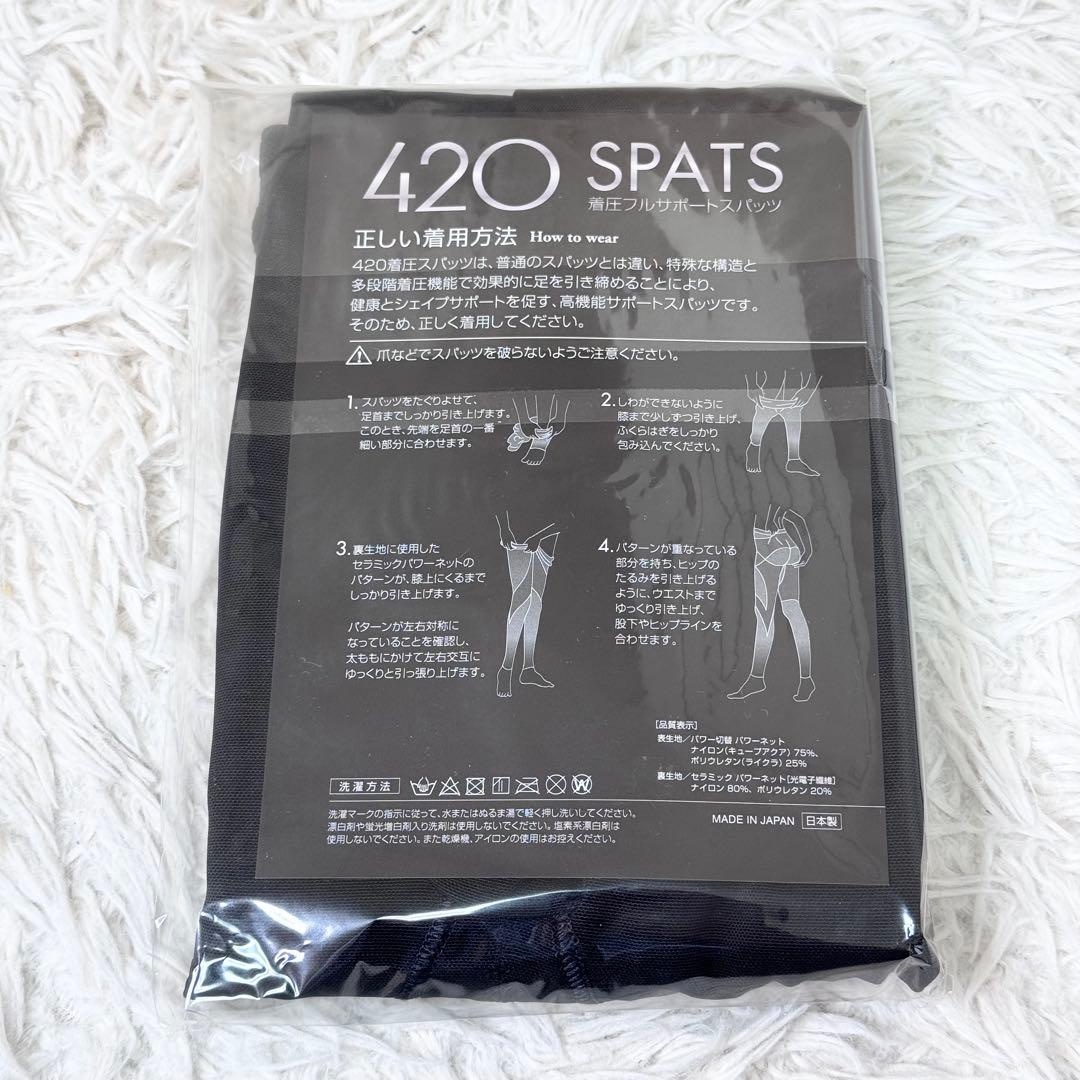 420 SPATS
着圧フルサポートスパッツ
正しい着用方法 How to wear
420着圧スパッツは、普通のスパッツとは違い、特殊な構造と
多段階着圧機能で効果的に足を引き締めることにより、
健康とシェイプサポートを促す、高機能サポートスパッツです。
そのため、正しく着用してください。
爪などでスパッツを破らないようご注意ください。
1. スパッツをたぐりよせて、
足首までしっかり引き上げます。
このとき、先端を足首の一番
細い部分に合わせます。
2. しわができないように
膝まで少しずつ引き上げ、
ふくらはぎをしっかり
包み込んでください。
3. 裏生地に使用した
セラミックパワーネットの
パターンが、膝上にくるまで
しっかり引き上げます。
パターンが左右対称に
なっていることを確認し、
太ももにかけて左右交互に
ゆっくりと引っ張り上げます。
4. パターンが重なっている
部分を持ち、ヒップの
たるみを引き上げる
ように、ウエストまで
ゆっくり引き上げ、
股下やヒップラインを
合わせます。
[品質表示]
表生地/パワー切替 パワーネット
ナイロン(キューブアクア) 75%、
ポリウレタン(ライクラ) 25%
裏生地/セラミック パワーネット[光電子繊維]
ナイロン 80%、ポリウレタン 20%
洗濯方法
洗濯マークの指示に従って、水またはぬるま湯で軽く押し洗いしてください。
漂白剤や蛍光増白剤入り洗剤は使用しないでください。塩素系漂白剤は
使用しないでください。また乾燥機、アイロンの使用はお控えください。
MADE IN JAPAN 日本製